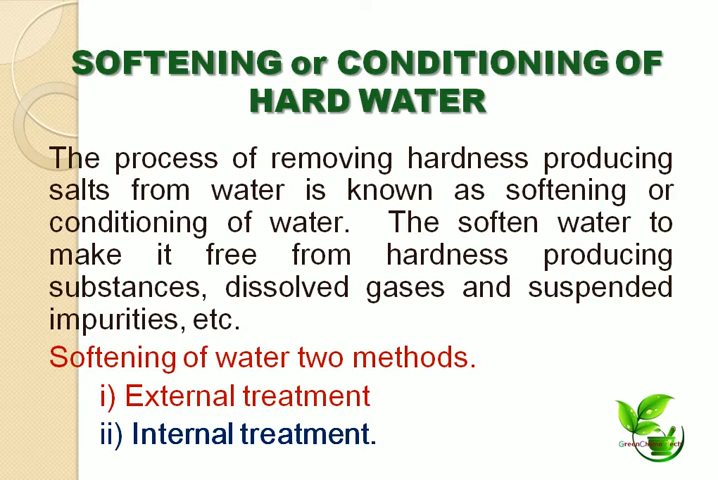 SOFTENING or CONDITIONING OF
HARD WATER
The process of removing hardness producing
salts from water is known as softening or
conditioning of water. The soften water to
make it free from hardness producing
substances, dissolved gases and suspended
impurities, etc.
Softening of water two methods.
i) External treatment
ii) Internal treatment.